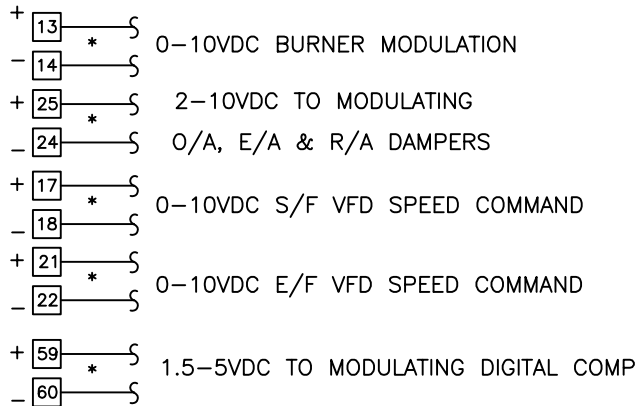 + 13
* 0-10VDC BURNER MODULATION
- 14
+ 25 2-10VDC TO MODULATING
*
- 24 O/A, E/A & R/A DAMPERS
+ 17
* 0-10VDC S/F VFD SPEED COMMAND
- 18
+ 21
* 0-10VDC E/F VFD SPEED COMMAND
- 22
+ 59
* 1.5-5VDC TO MODULATING DIGITAL COMP
- 60